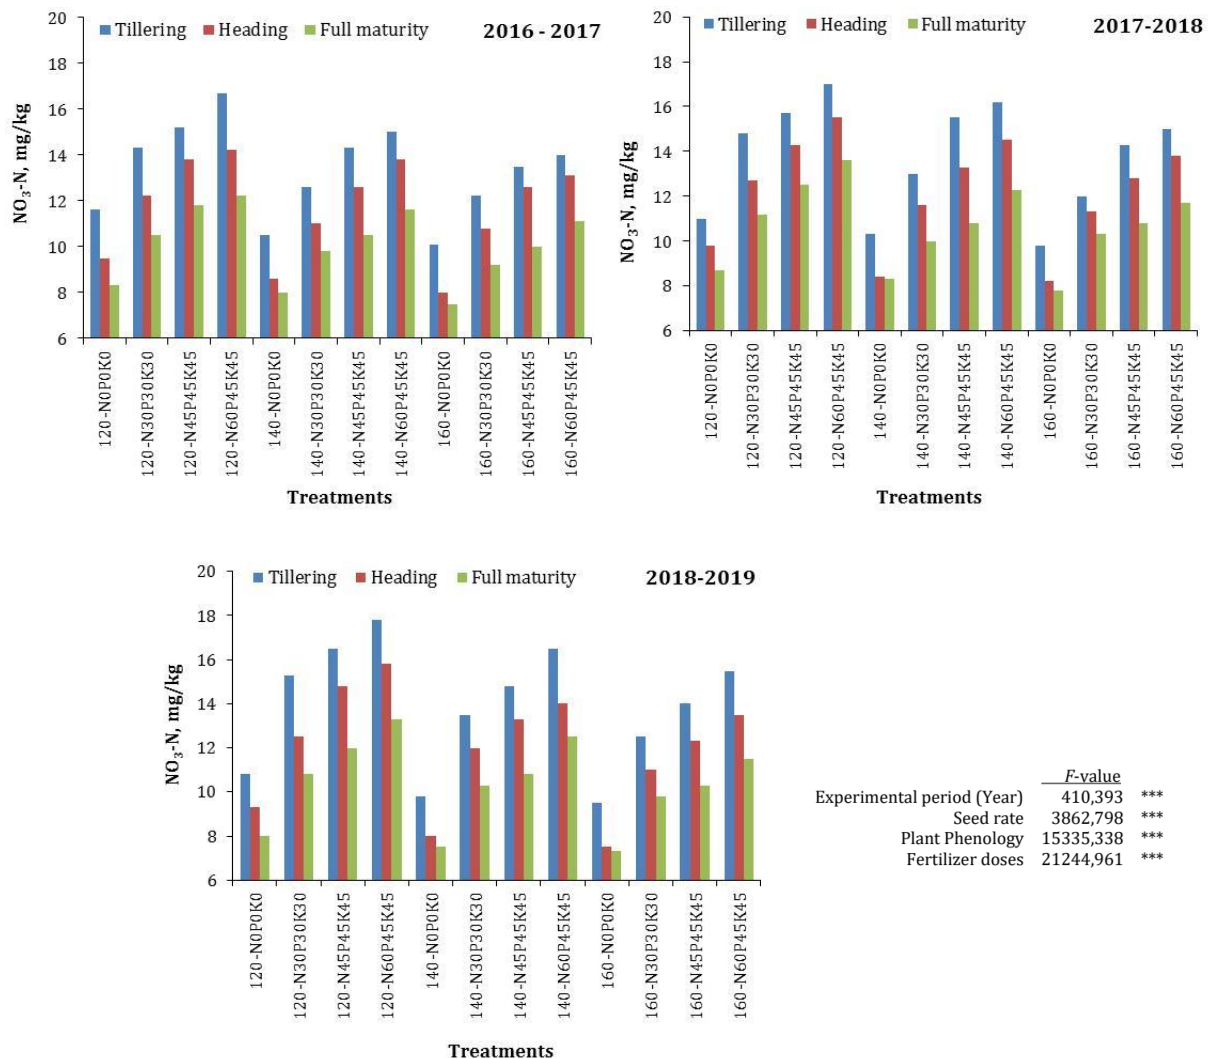 Tillering Heading Full maturity 2016 - 2017
NO3-N, mg/kg
20
18
16
14
12
10
8
6
120-N0P0K0
120-N30P30K30
120-N45P45K45
120-N60P45K45
140-N0P0K0
140-N30P30K30
140-N45P45K45
140-N60P45K45
160-N0P0K0
160-N30P30K30
160-N45P45K45
160-N60P45K45
Treatments
Tillering Heading Full maturity 2017-2018
NO3-N, mg/kg
20
18
16
14
12
10
8
6
120-N0P0K0
120-N30P30K30
120-N45P45K45
120-N60P45K45
140-N0P0K0
140-N30P30K30
140-N45P45K45
140-N60P45K45
160-N0P0K0
160-N30P30K30
160-N45P45K45
160-N60P45K45
Treatments
Tillering Heading Full maturity 2018-2019
NO3-N, mg/kg
20
18
16
14
12
10
8
6
120-N0P0K0
120-N30P30K30
120-N45P45K45
120-N60P45K45
140-N0P0K0
140-N30P30K30
140-N45P45K45
140-N60P45K45
160-N0P0K0
160-N30P30K30
160-N45P45K45
160-N60P45K45
Treatments
F-value
Experimental period (Year) 410,393 ***
Seed rate 3862,798 ***
Plant Phenology 15335,338 ***
Fertilizer doses 21244,961 ***